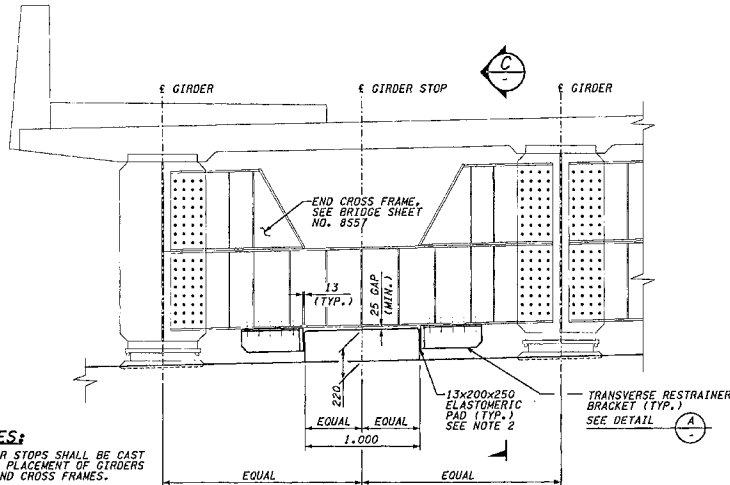 C
-
℄ GIRDER
℄ GIRDER STOP
℄ GIRDER
END CROSS FRAME,
SEE BRIDGE SHEET
NO. 8557
13
(TYP.)
25 GAP
(MIN.)
220
13x200x250
ELASTOMERIC
PAD (TYP.)
SEE NOTE 2
TRANSVERSE RESTRAINER
BRACKET (TYP.)
SEE DETAIL
A
-
EQUAL
EQUAL
1.000
ES:
R STOPS SHALL BE CAST
PLACEMENT OF GIRDERS
ND CROSS FRAMES.
EQUAL
EQUAL